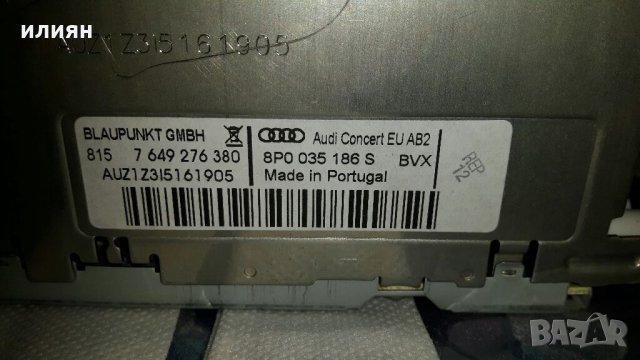 илиян
AUZ1Z3I5161905
BLAUPUNKT GMBH
Audi Concert EU AB2
815 7 649 276 380
8P0 035 186 S BVX
AUZ1Z3I5161905
Made in Portugal
REP
12
BAZAR